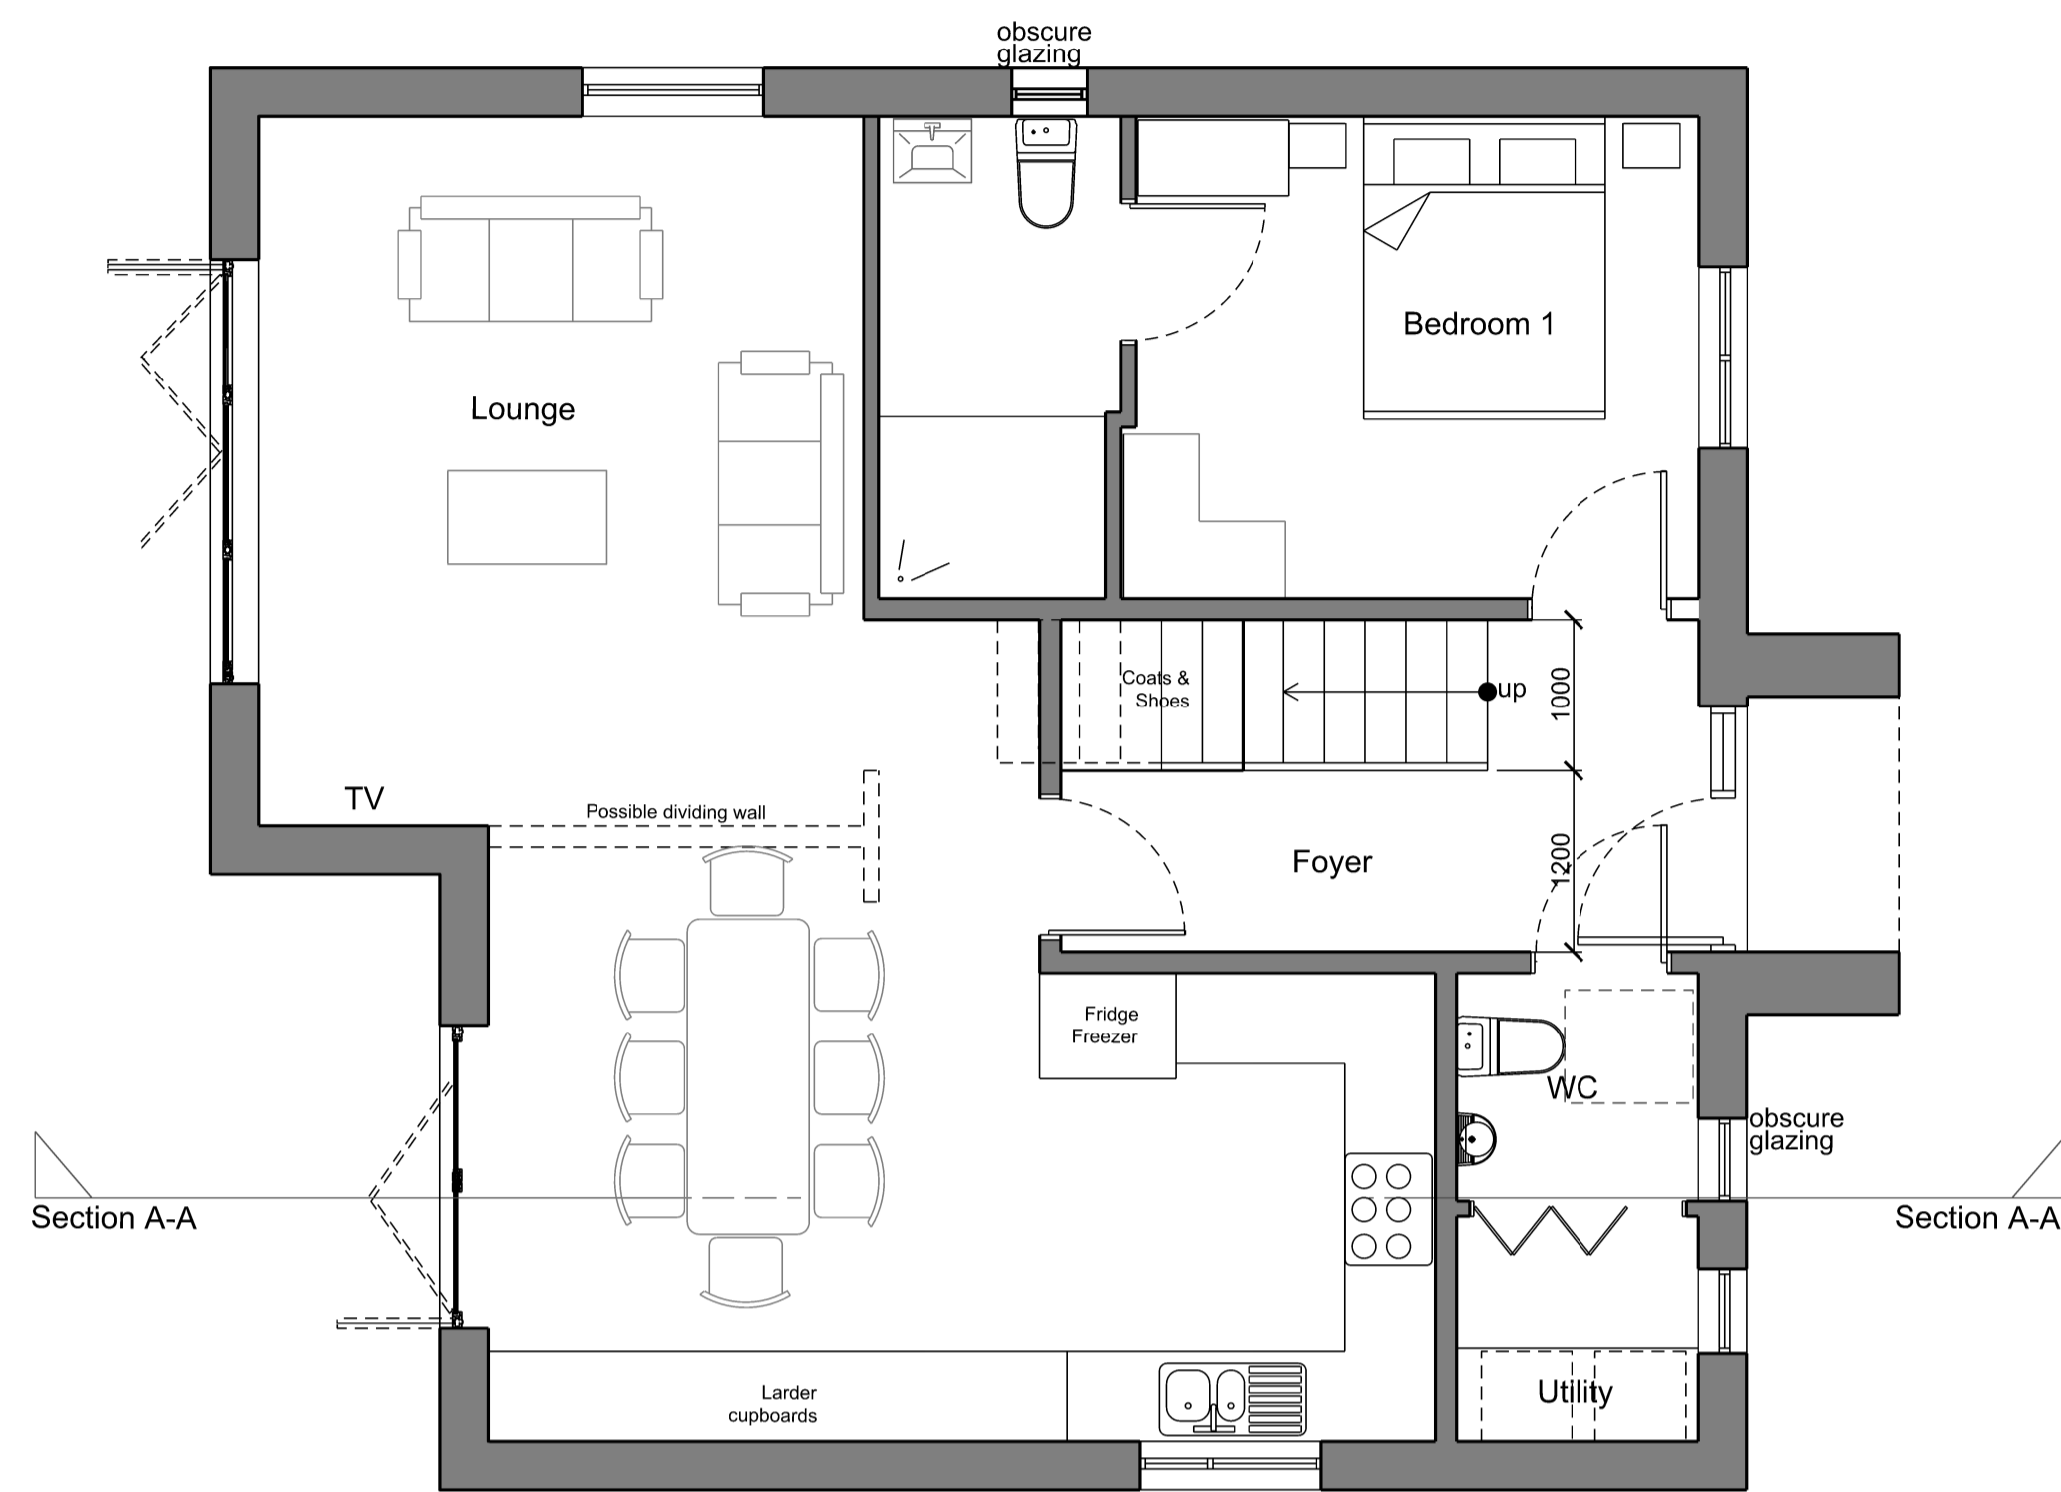 obscure
glazing
Bedroom 1
Lounge
Coats &
Shoes
up
1000
TV
Possible dividing wall
Foyer
1200
Fridge
Freezer
WC
obscure
glazing
Section A-A
Section A-A
Larder
cupboards
Utility